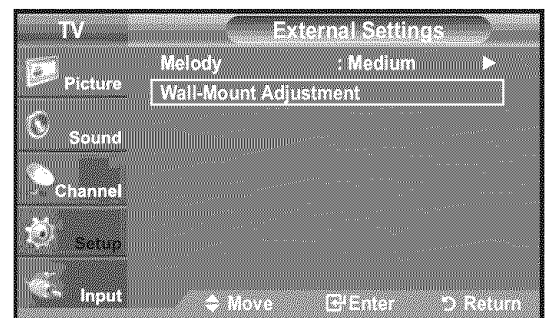 TV
External Settings
Melody : Medium
Wall-Mount Adjustment
Picture
Sound
Channel
Setup
Input
Move Enter Return